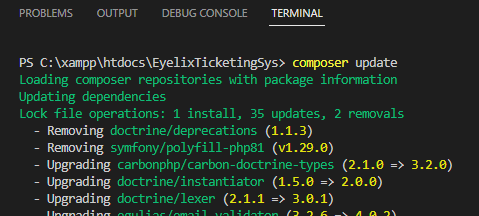 PROBLEMS OUTPUT DEBUG CONSOLE TERMINAL
PS C:\xampp\htdocs\EyelixTicketingSys> composer update
Loading composer repositories with package information
Updating dependencies
Lock file operations: 1 install, 35 updates, 2 removals
- Removing doctrine/deprecations (1.1.3)
- Removing symfony/polyfill-php81 (v1.29.0)
- Upgrading carbonphp/carbon-doctrine-types (2.1.0 => 3.2.0)
- Upgrading doctrine/instantiator (1.5.0 => 2.0.0)
- Upgrading doctrine/lexer (2.1.1 => 3.0.1)
- Upgrading egulias/email-validator (3.2.6 => 4.0.2)